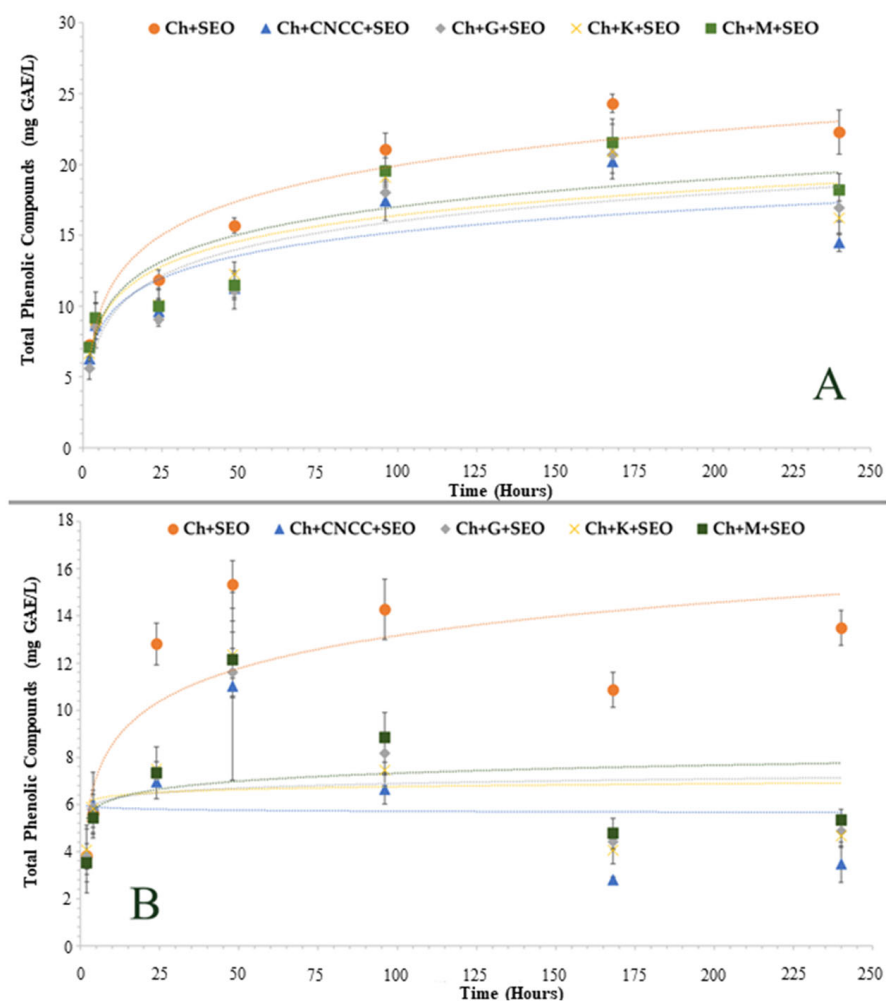 30
Ch+SEO Ch+CNCC+SEO Ch+G+SEO Ch+K+SEO Ch+M+SEO
25
20
15
10
5
0
Total Phenolic Compounds (mg GAE/L)
A
0 25 50 75 100 125 150 175 200 225 250
Time (Hours)
18
Ch+SEO Ch+CNCC+SEO Ch+G+SEO Ch+K+SEO Ch+M+SEO
16
14
12
10
8
6
4
2
0
Total Phenolic Compounds (mg GAE/L)
B
0 25 50 75 100 125 150 175 200 225 250
Time (Hours)